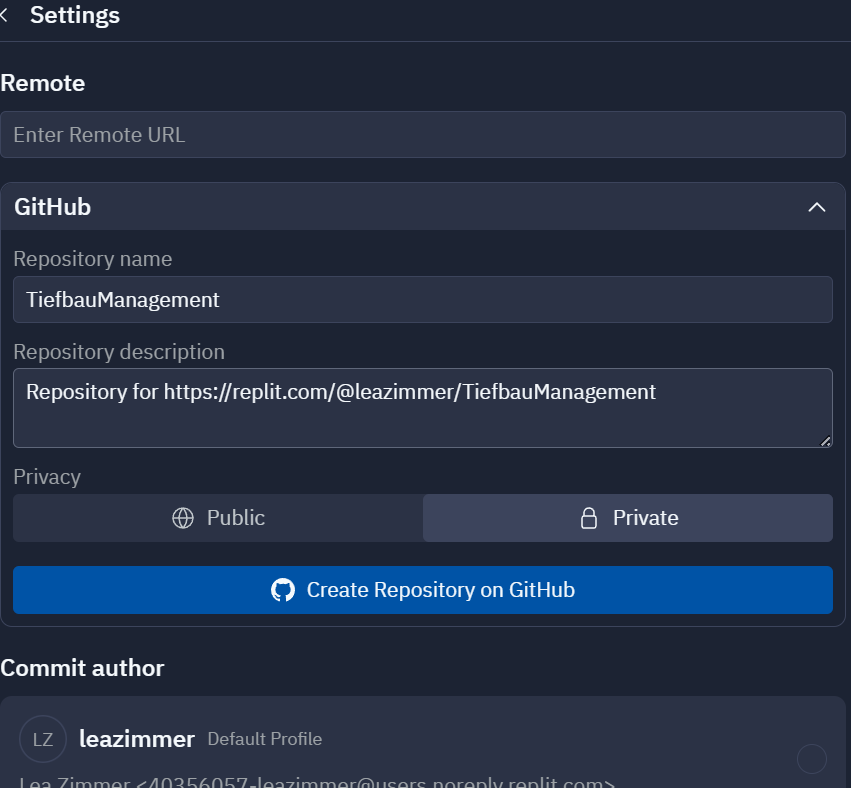 Settings
Remote
Enter Remote URL
GitHub
Repository name
TiefbauManagement
Repository description
Repository for https://replit.com/@leazimmer/TiefbauManagement
Privacy
Public
Private
Create Repository on GitHub
Commit author
LZ
leazimmer Default Profile
Lea Zimmer <40356057-leazimmer@users.noreply.replit.com>